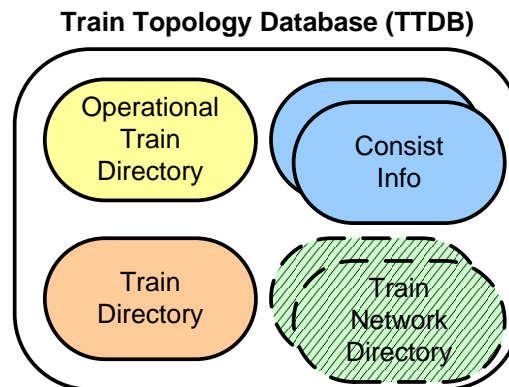 Train Topology Database (TTDB)
Operational
Train
Directory
Consist
Info
Train
Directory
Train
Network
Directory